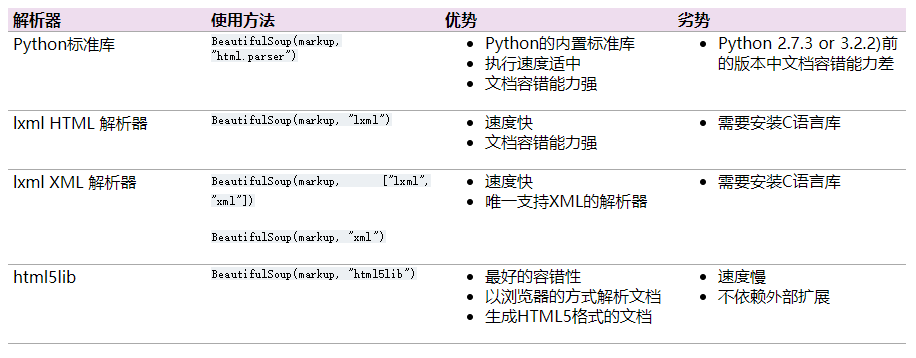 解析器 使用方法 优势 劣势
Python标准库 BeautifulSoup(markup, "html.parser") • Python的内置标准库 • 执行速度适中 • 文档容错能力强 • Python 2.7.3 or 3.2.2)前的版本中文档容错能力差
lxml HTML 解析器 BeautifulSoup(markup, "lxml") • 速度快 • 文档容错能力强 • 需要安装C语言库
lxml XML 解析器 BeautifulSoup(markup, ["lxml", "xml"]) BeautifulSoup(markup, "xml") • 速度快 • 唯一支持XML的解析器 • 需要安装C语言库
html5lib BeautifulSoup(markup, "html5lib") • 最好的容错性 • 以浏览器的方式解析文档 • 生成HTML5格式的文档 • 速度慢 • 不依赖外部扩展